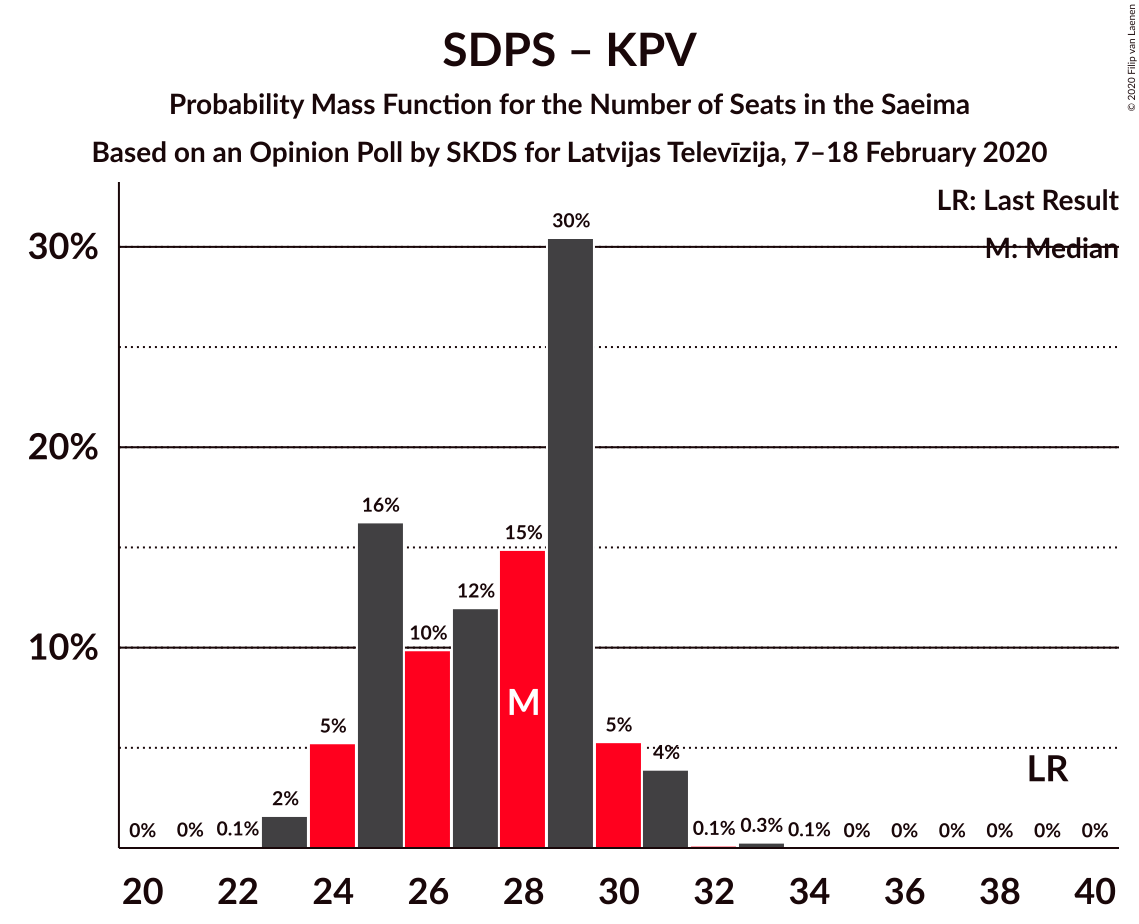 SDPS – KPV
Probability Mass Function for the Number of Seats in the Saeima
Based on an Opinion Poll by SKDS for Latvijas Televīzija, 7–18 February 2020
© 2020 Filip van Laenen
LR: Last Result
M: Median
30%
20%
10%
0%
0%
0.1%
2%
5%
16%
10%
12%
15%
30%
5%
4%
0.1%
0.3%
0.1%
0%
0%
0%
0%
0%
0%
M
LR
20 22 24 26 28 30 32 34 36 38 40